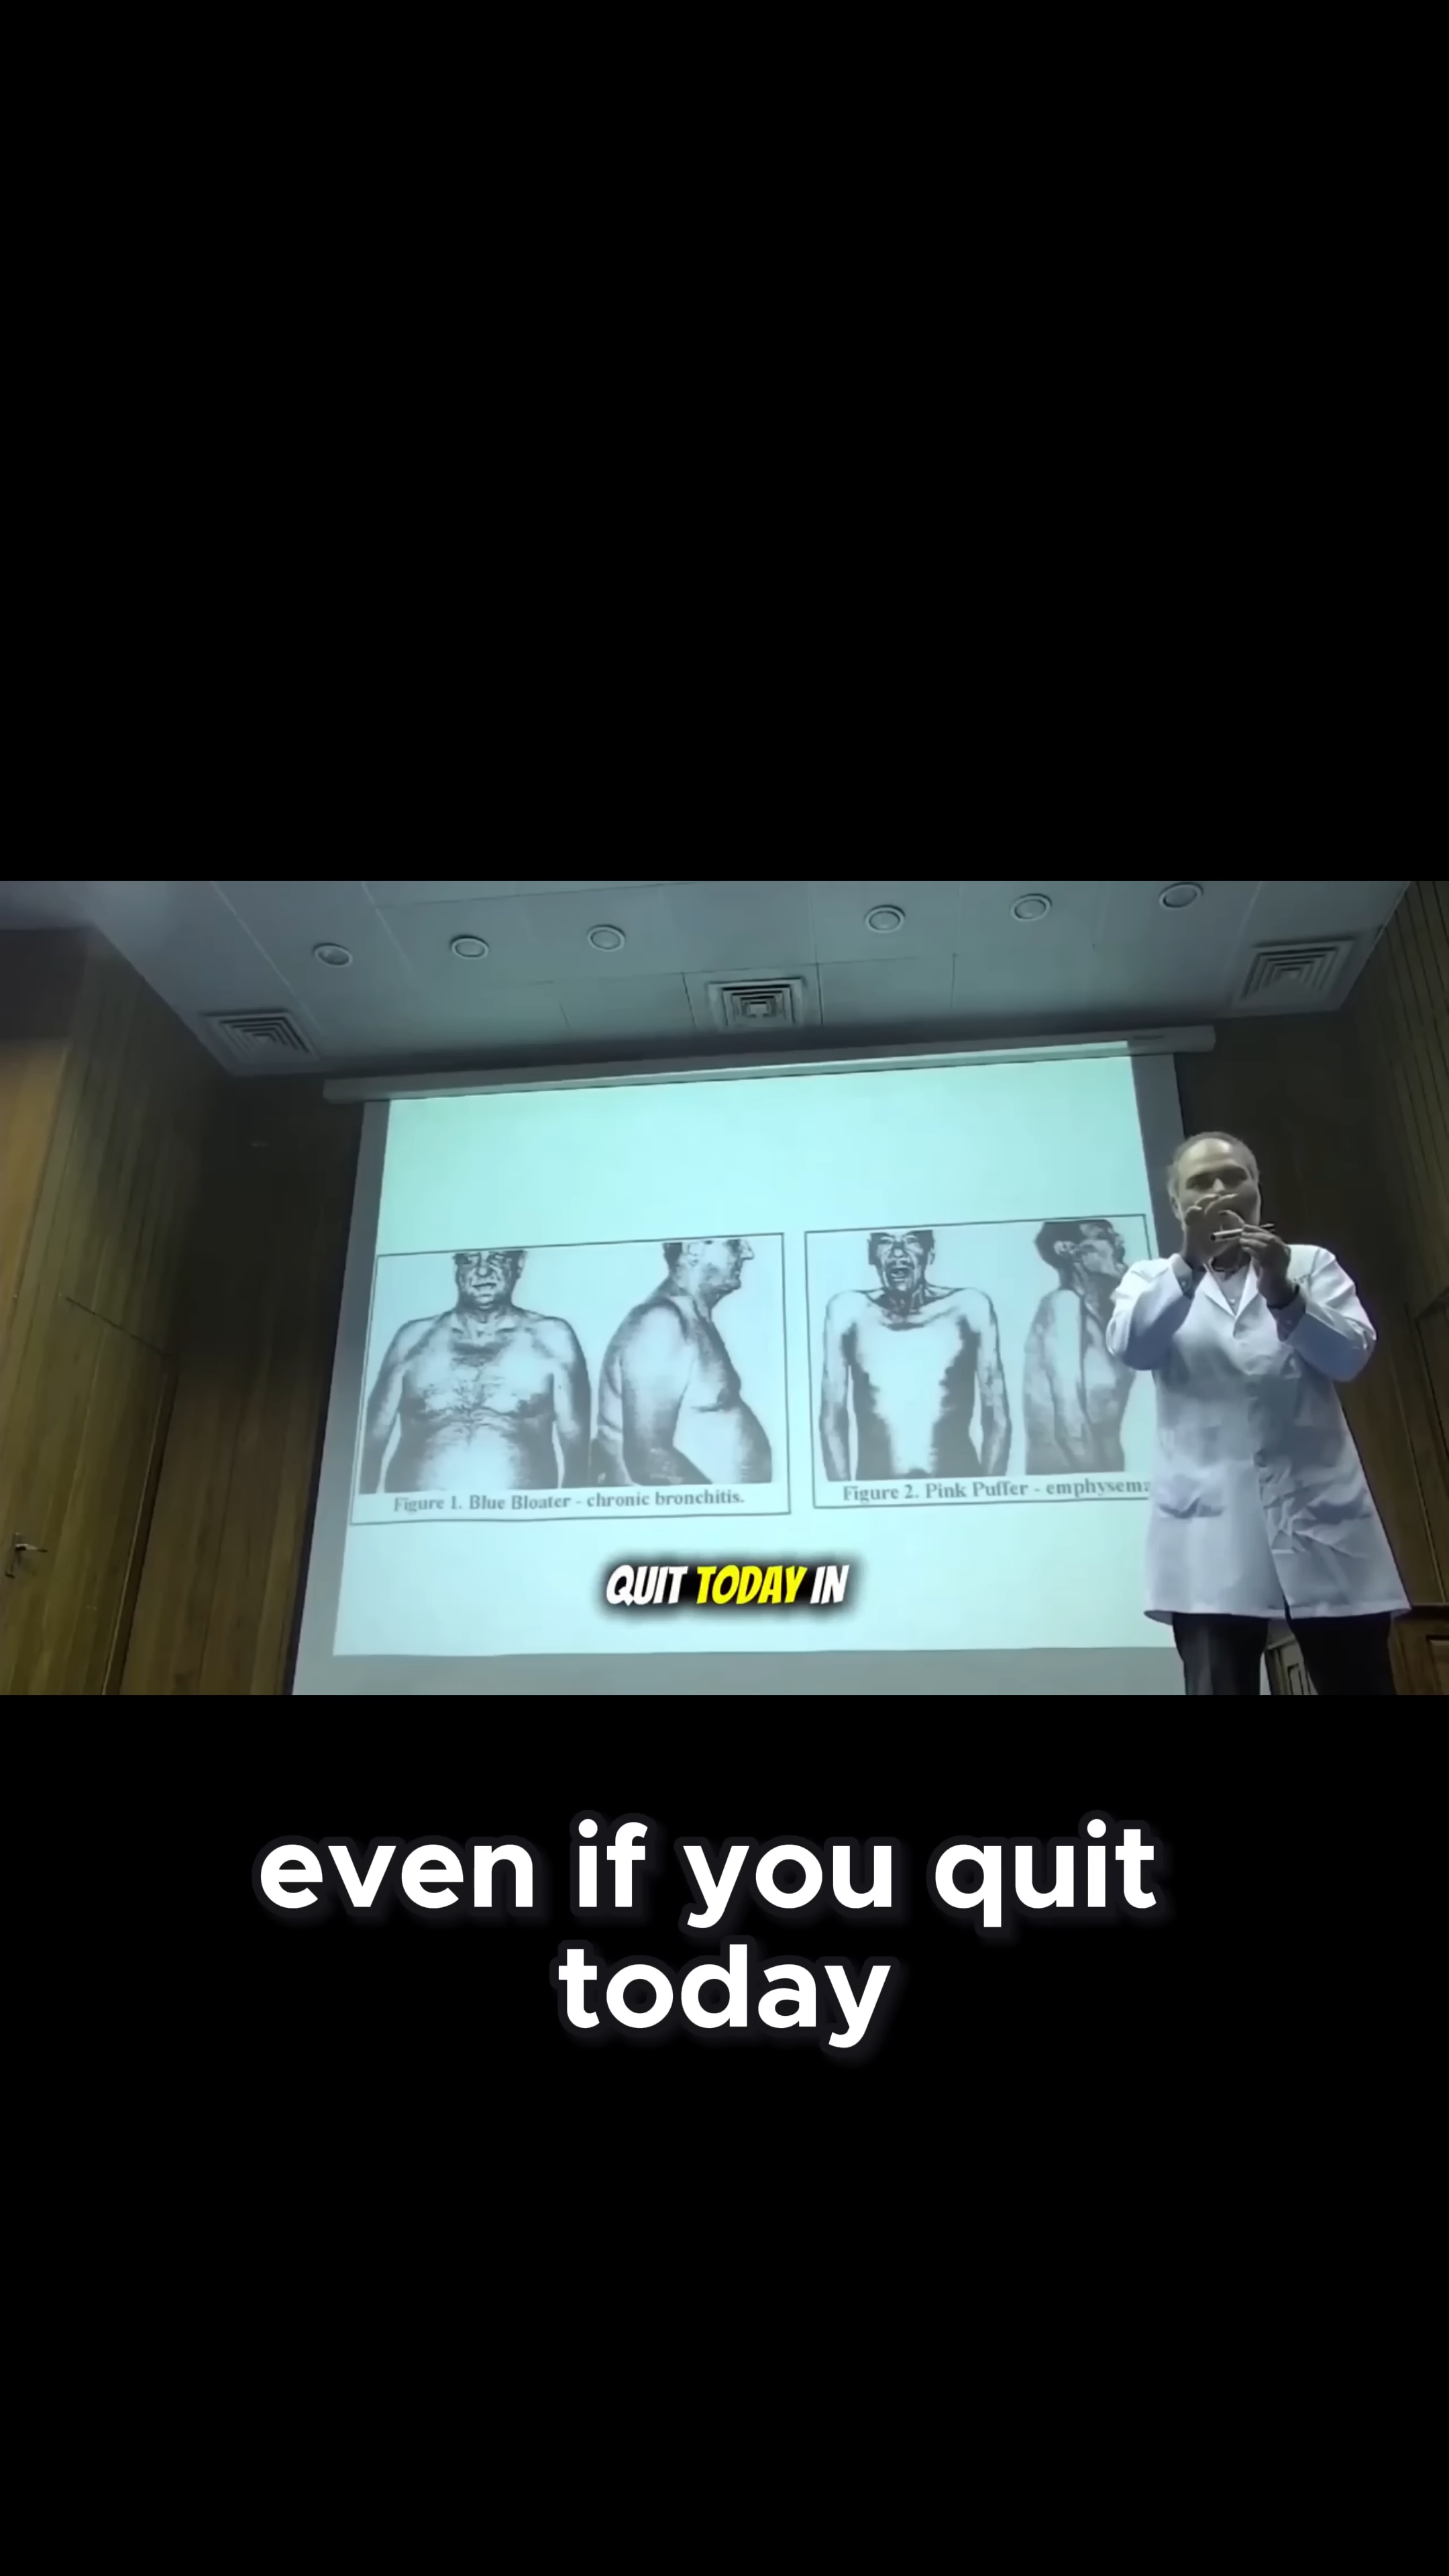 Figure 1. Blue Bloater - chronic bronchitis.
Figure 2. Pink Puffer - emphysema
QUIT TODAY IN
even if you quit
today